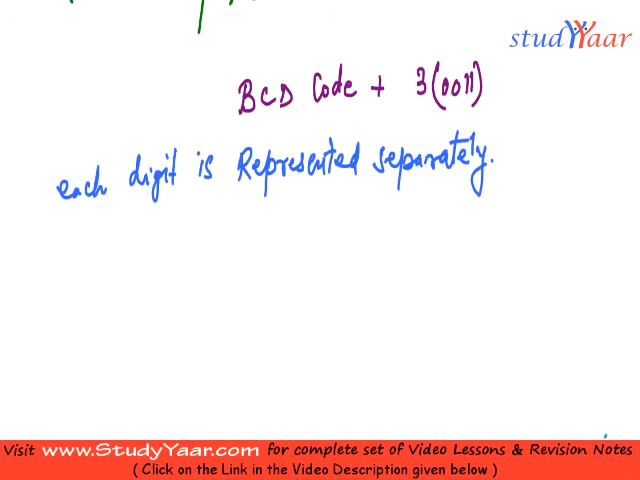 studYYaar
BCD Code + 3(0011)
each digit is Represented separately.
Visit www.StudyYaar.com for complete set of Video Lessons & Revision Notes
( Click on the Link in the Video Description given below )